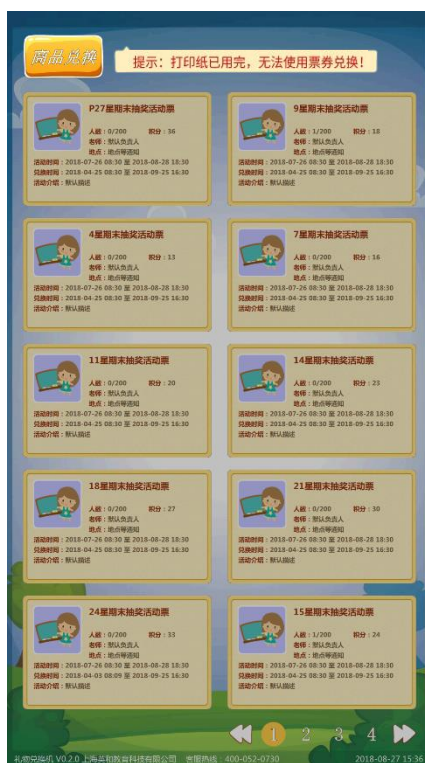 商品兑换
提示：打印纸已用完，无法使用票券兑换！
P27星期末抽奖活动票
人数：0/200 积分：36
老师：默认负责人
地点：地点等通知
活动时间：2018-07-26 08:30 至 2018-08-28 18:30
兑换时间：2018-04-25 08:30 至 2018-09-25 16:30
活动介绍：默认描述
9星期末抽奖活动票
人数：1/200 积分：18
老师：默认负责人
地点：地点等通知
活动时间：2018-07-26 08:30 至 2018-08-28 18:30
兑换时间：2018-04-25 08:30 至 2018-09-25 16:30
活动介绍：默认描述
4星期末抽奖活动票
人数：0/200 积分：13
老师：默认负责人
地点：地点等通知
活动时间：2018-07-26 08:30 至 2018-08-28 18:30
兑换时间：2018-04-25 08:30 至 2018-09-25 16:30
活动介绍：默认描述
7星期末抽奖活动票
人数：0/200 积分：16
老师：默认负责人
地点：地点等通知
活动时间：2018-07-26 08:30 至 2018-08-28 18:30
兑换时间：2018-04-25 08:30 至 2018-09-25 16:30
活动介绍：默认描述
11星期末抽奖活动票
人数：0/200 积分：20
老师：默认负责人
地点：地点等通知
活动时间：2018-07-26 08:30 至 2018-08-28 18:30
兑换时间：2018-04-25 08:30 至 2018-09-25 16:30
活动介绍：默认描述
14星期末抽奖活动票
人数：0/200 积分：23
老师：默认负责人
地点：地点等通知
活动时间：2018-07-26 08:30 至 2018-08-28 18:30
兑换时间：2018-04-25 08:30 至 2018-09-25 16:30
活动介绍：默认描述
18星期末抽奖活动票
人数：0/200 积分：27
老师：默认负责人
地点：地点等通知
活动时间：2018-07-26 08:30 至 2018-08-28 18:30
兑换时间：2018-04-25 08:30 至 2018-09-25 16:30
活动介绍：默认描述
21星期末抽奖活动票
人数：0/200 积分：30
老师：默认负责人
地点：地点等通知
活动时间：2018-07-26 08:30 至 2018-08-28 18:30
兑换时间：2018-04-25 08:30 至 2018-09-25 16:30
活动介绍：默认描述
24星期末抽奖活动票
人数：0/200 积分：33
老师：默认负责人
地点：地点等通知
活动时间：2018-07-26 08:30 至 2018-08-28 18:30
兑换时间：2018-04-03 08:09 至 2018-09-25 16:30
活动介绍：默认描述
15星期末抽奖活动票
人数：1/200 积分：24
老师：默认负责人
地点：地点等通知
活动时间：2018-07-26 08:30 至 2018-08-28 18:30
兑换时间：2018-04-25 08:30 至 2018-09-25 16:30
活动介绍：默认描述
1 2 3 4
礼物兑换机 V0.2.0 上海英和教育科技有限公司 客服热线：400-052-0730 2018-08-27 15:36